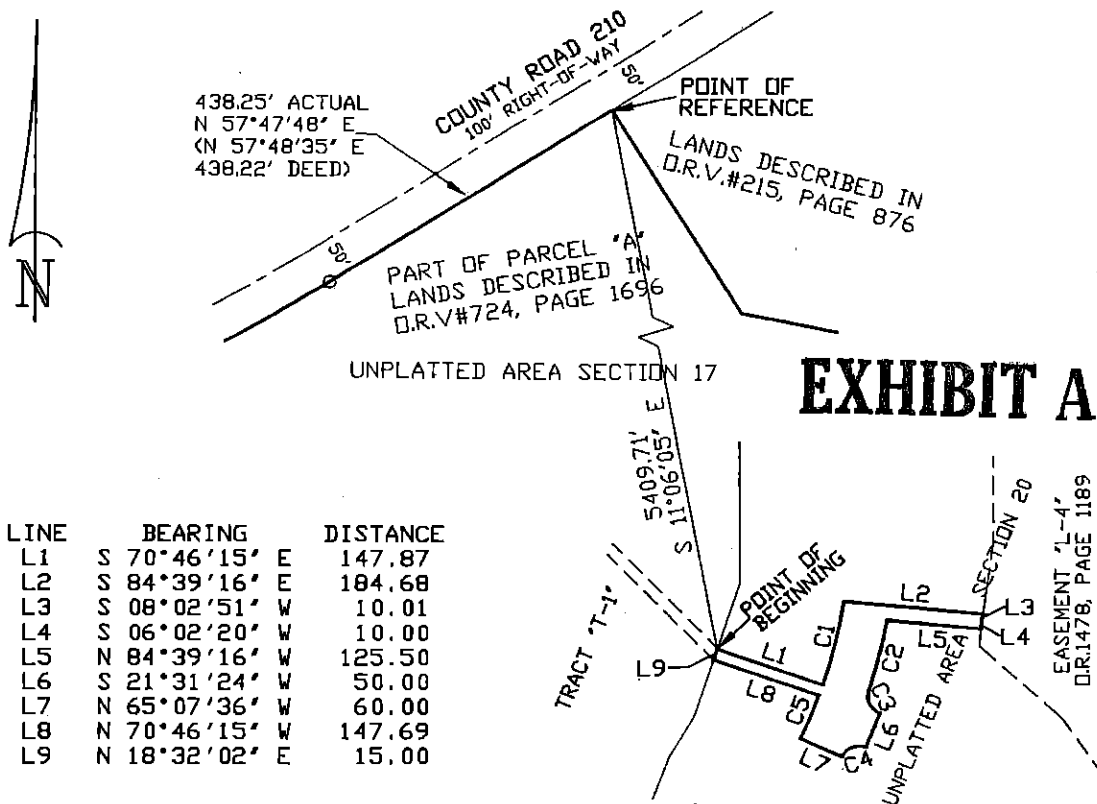 COUNTY ROAD 210
100' RIGHT-OF-WAY
50'
POINT OF
REFERENCE
438.25' ACTUAL
N 57°47'48" E
(N 57°48'35" E
438.22' DEED)
LANDS DESCRIBED IN
O.R.V.#215, PAGE 876
N
50'
PART OF PARCEL "A"
LANDS DESCRIBED IN
O.R.V#724, PAGE 1696
UNPLATTED AREA SECTION 17
EXHIBIT A
5409.71'
S 11°06'05" E
LINE BEARING DISTANCE
L1 S 70°46'15" E 147.87
L2 S 84°39'16" E 184.68
L3 S 08°02'51" W 10.01
L4 S 06°02'20" W 10.00
L5 N 84°39'16" W 125.50
L6 S 21°31'24" W 50.00
L7 N 65°07'36" W 60.00
L8 N 70°46'15" W 147.69
L9 N 18°32'02" E 15.00
TRACT "T-1"
POINT OF
BEGINNING
L9
L1
L8
C1
C5
L7
C4
L6
C3
C2
L2
L5
L3
L4
UNPLATTED AREA
SECTION 20
EASEMENT "L-4"
O.R.1478, PAGE 1189